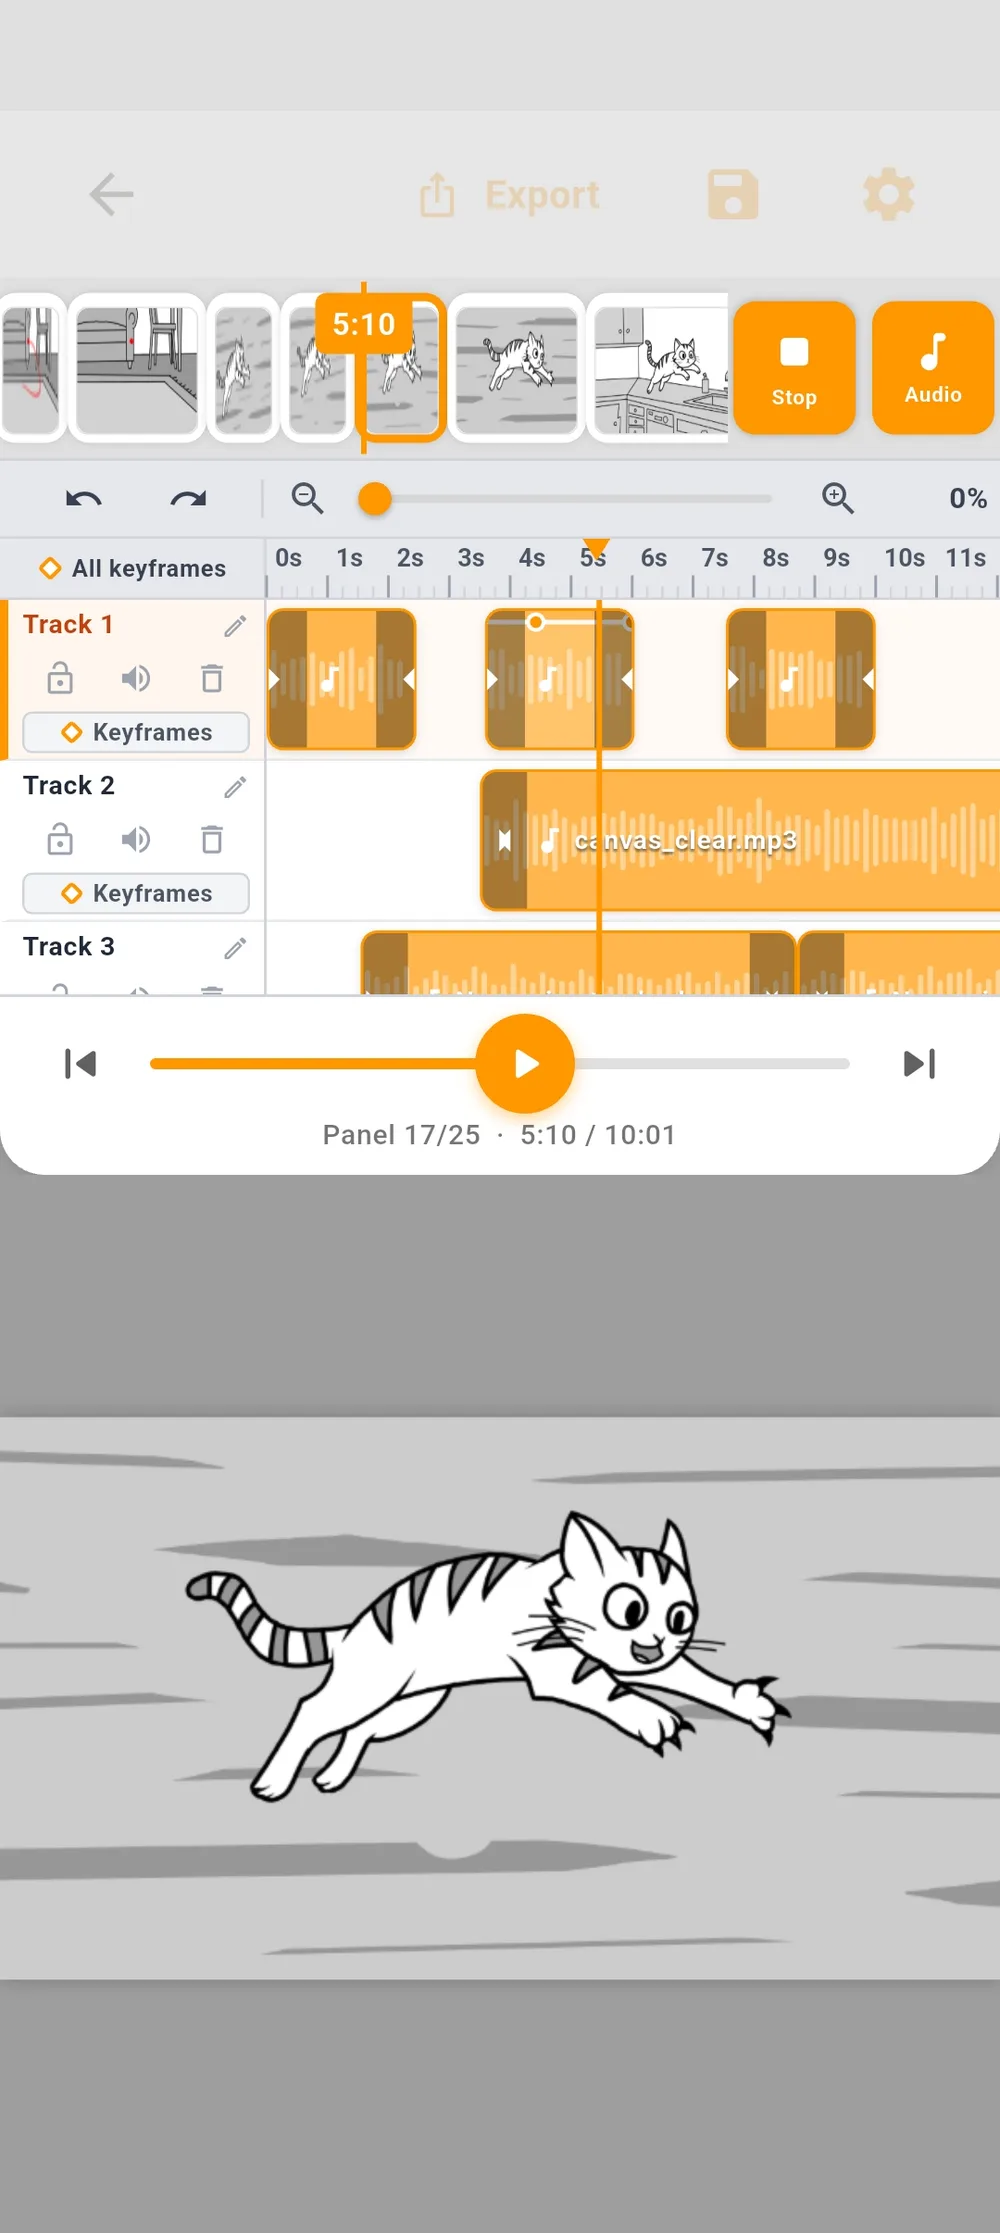 Export
5:10
Stop
Audio
0%
All keyframes
0s 1s 2s 3s 4s 5s 6s 7s 8s 9s 10s 11s
Track 1
Keyframes
Track 2
canvas_clear.mp3
Keyframes
Track 3
Panel 17/25 · 5:10 / 10:01